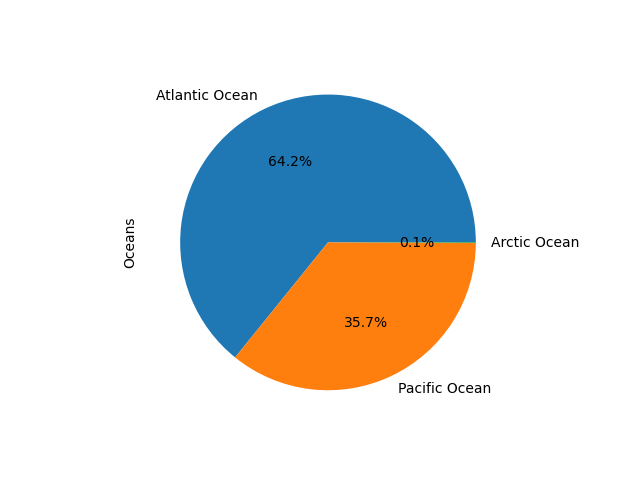 Atlantic Ocean
64.2%
Oceans
0.1%
Arctic Ocean
35.7%
Pacific Ocean